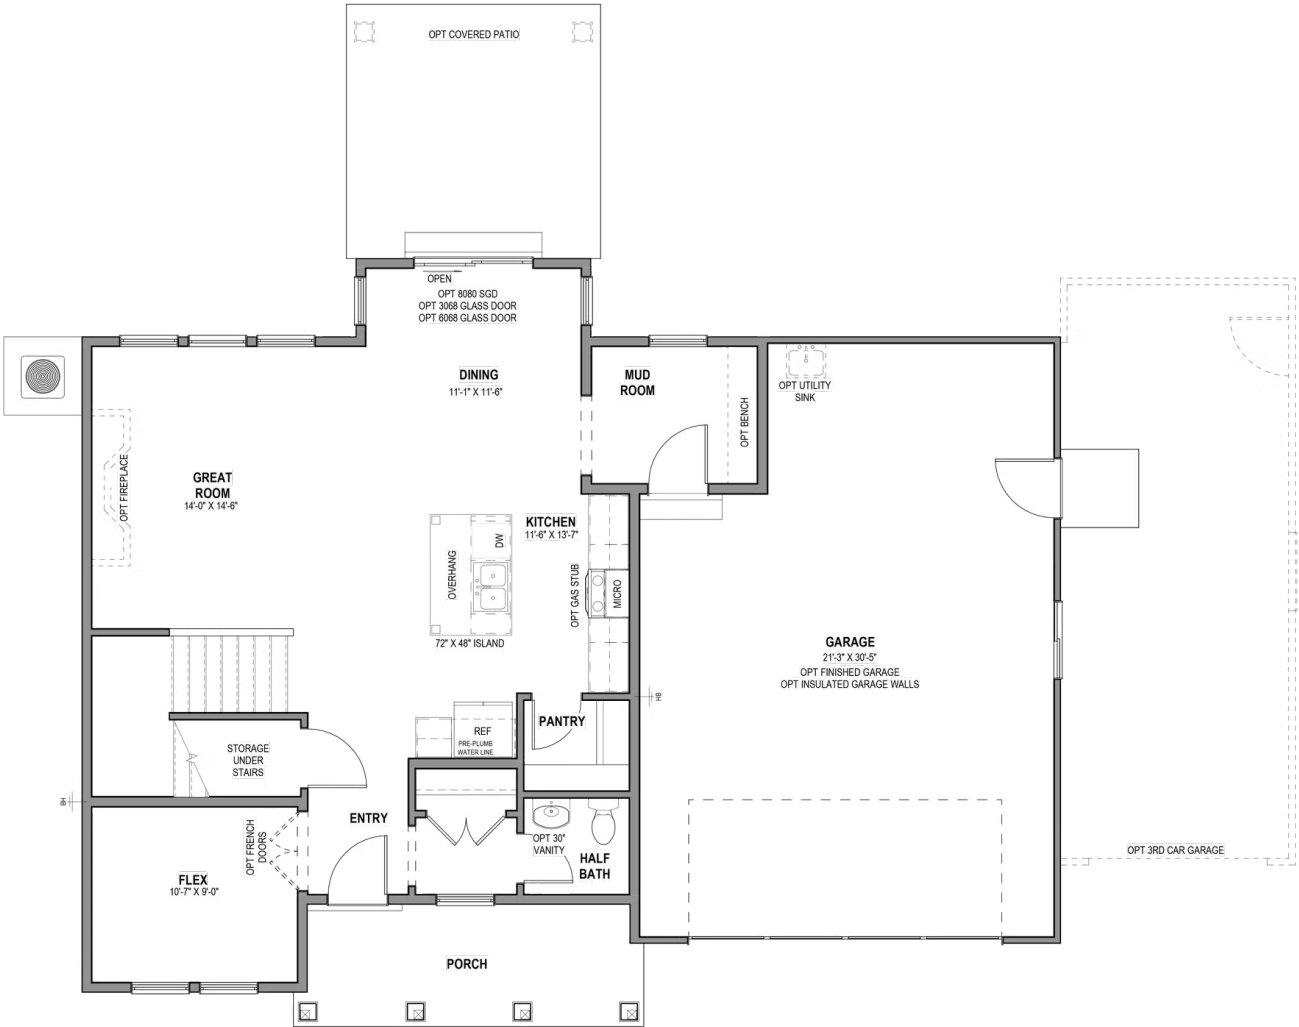 OPT COVERED PATIO
OPEN
OPT 8080 SGD
OPT 3068 GLASS DOOR
OPT 6068 GLASS DOOR
DINING
11'-1" X 11'-6"
MUD
ROOM
OPT BENCH
OPT UTILITY
SINK
OPT FIREPLACE
GREAT
ROOM
14'-0" X 14'-6"
KITCHEN
11'-6" X 13'-7"
DW
OVERHANG
OPT GAS STUB
MICRO
72" X 48" ISLAND
GARAGE
21'-3" X 30'-5"
OPT FINISHED GARAGE
OPT INSULATED GARAGE WALLS
HB
PANTRY
REF
PRE-PLUMB
WATER LINE
STORAGE
UNDER
STAIRS
HB
ENTRY
OPT FRENCH
DOORS
OPT 30"
VANITY
HALF
BATH
FLEX
10'-7" X 9'-0"
OPT 3RD CAR GARAGE
PORCH